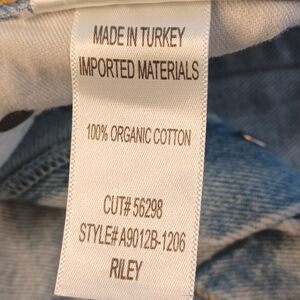 MADE IN TURKEY
IMPORTED MATERIALS
100% ORGANIC COTTON
CUT# 56298
STYLE# A9012B-1206
RILEY